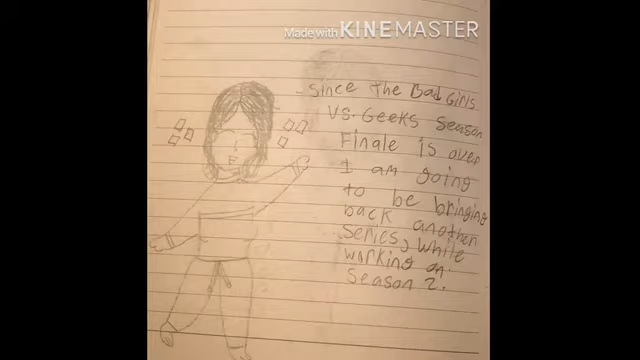 Made with KINEMASTER
Since the Bad Girls
VS. Geeks Season
Finale is over
I am going
to be bringing
back another
Series, while
working on
Season 2.